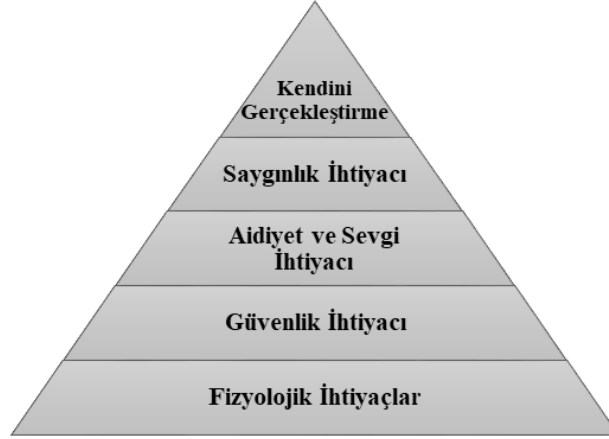 Kendini
Gerçekleştirme
Saygınlık İhtiyacı
Aidiyet ve Sevgi
İhtiyacı
Güvenlik İhtiyacı
Fizyolojik İhtiyaçlar